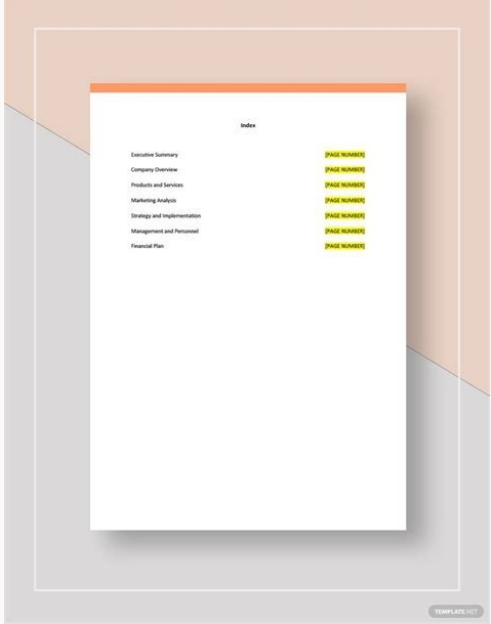 Index
Executive Summary [PAGE NUMBER]
Company Overview [PAGE NUMBER]
Products and Services [PAGE NUMBER]
Marketing Analysis [PAGE NUMBER]
Strategy and Implementation [PAGE NUMBER]
Management and Personnel [PAGE NUMBER]
Financial Plan [PAGE NUMBER]
TEMPLATE.NET